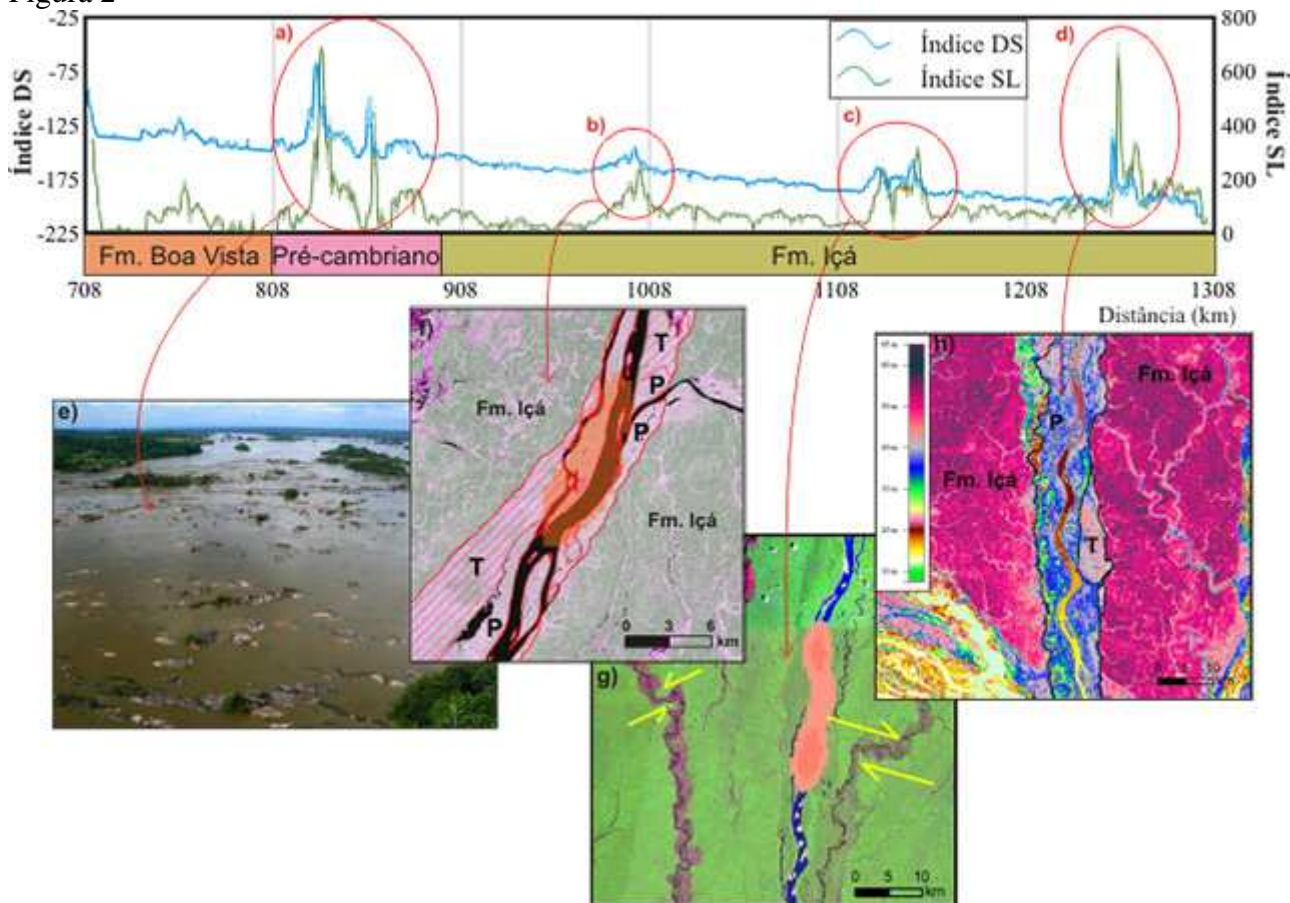 Figura 2
-25
-75
-125
-175
-225
Índice DS
a)
b)
c)
d)
Índice DS
Índice SL
800
600
400
200
0
Índice SL
Fm. Boa Vista
Pré-cambriano
Fm. Içá
708
808
908
1008
1108
1208
1308
Distância (km)
e)
f)
T
P
Fm. Içá
P
Fm. Içá
T
P
0 3 6
km
g)
0 5 10
km
h)
Fm. Içá
P
Fm. Içá
T